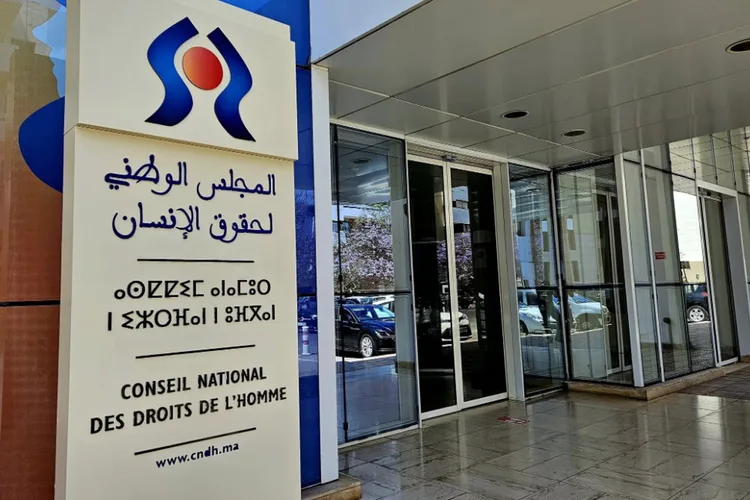 المجلس الوطني
لحقوق الإنسان
ⴰⵙⵇⵇⵉⵎ ⴰⵏⴰⵎⵓⵔ
ⵏ ⵉⵣⵔⴼⴰⵏ ⵏ ⵓⴼⴳⴰⵏ
CONSEIL NATIONAL
DES DROITS DE L'HOMME
www.cndh.ma